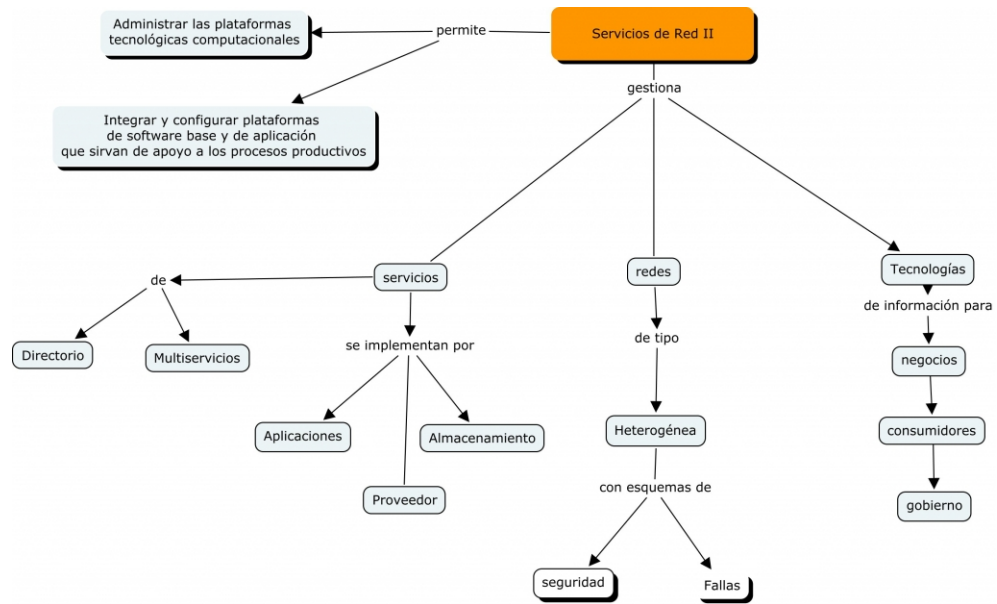 Administrar las plataformas
tecnológicas computacionales
permite
Servicios de Red II
gestiona
Integrar y configurar plataformas
de software base y de aplicación
que sirvan de apoyo a los procesos productivos
de
servicios
redes
Tecnologías
de información para
Directorio
Multiservicios
se implementan por
de tipo
negocios
Aplicaciones
Almacenamiento
Heterogénea
consumidores
Proveedor
con esquemas de
gobierno
seguridad
Fallas